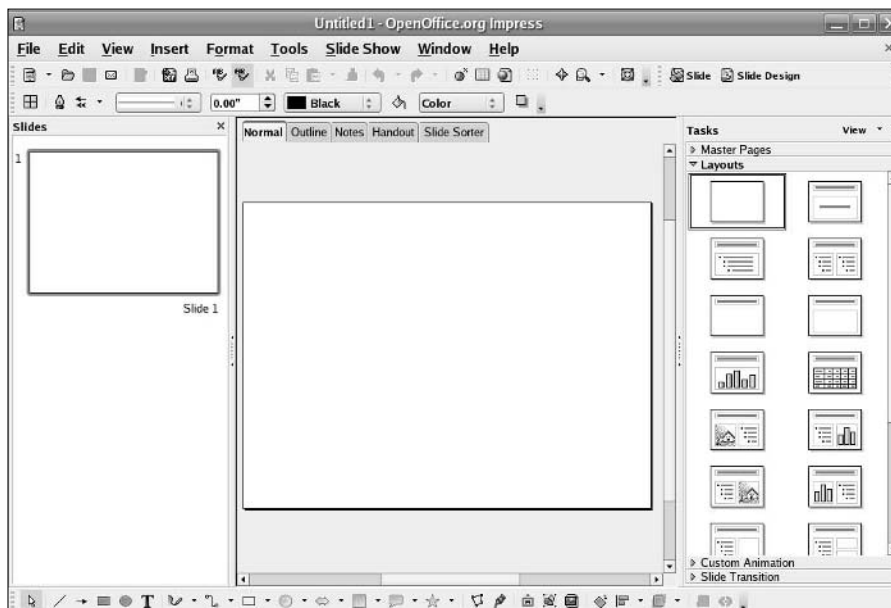 Untitled1 - OpenOffice.org Impress
File Edit View Insert Format Tools Slide Show Window Help
Slide Slide Design
0.00" Black Color
Slides
Normal Outline Notes Handout Slide Sorter
Tasks View
Master Pages
Layouts
1
Slide 1
Custom Animation
Slide Transition
T